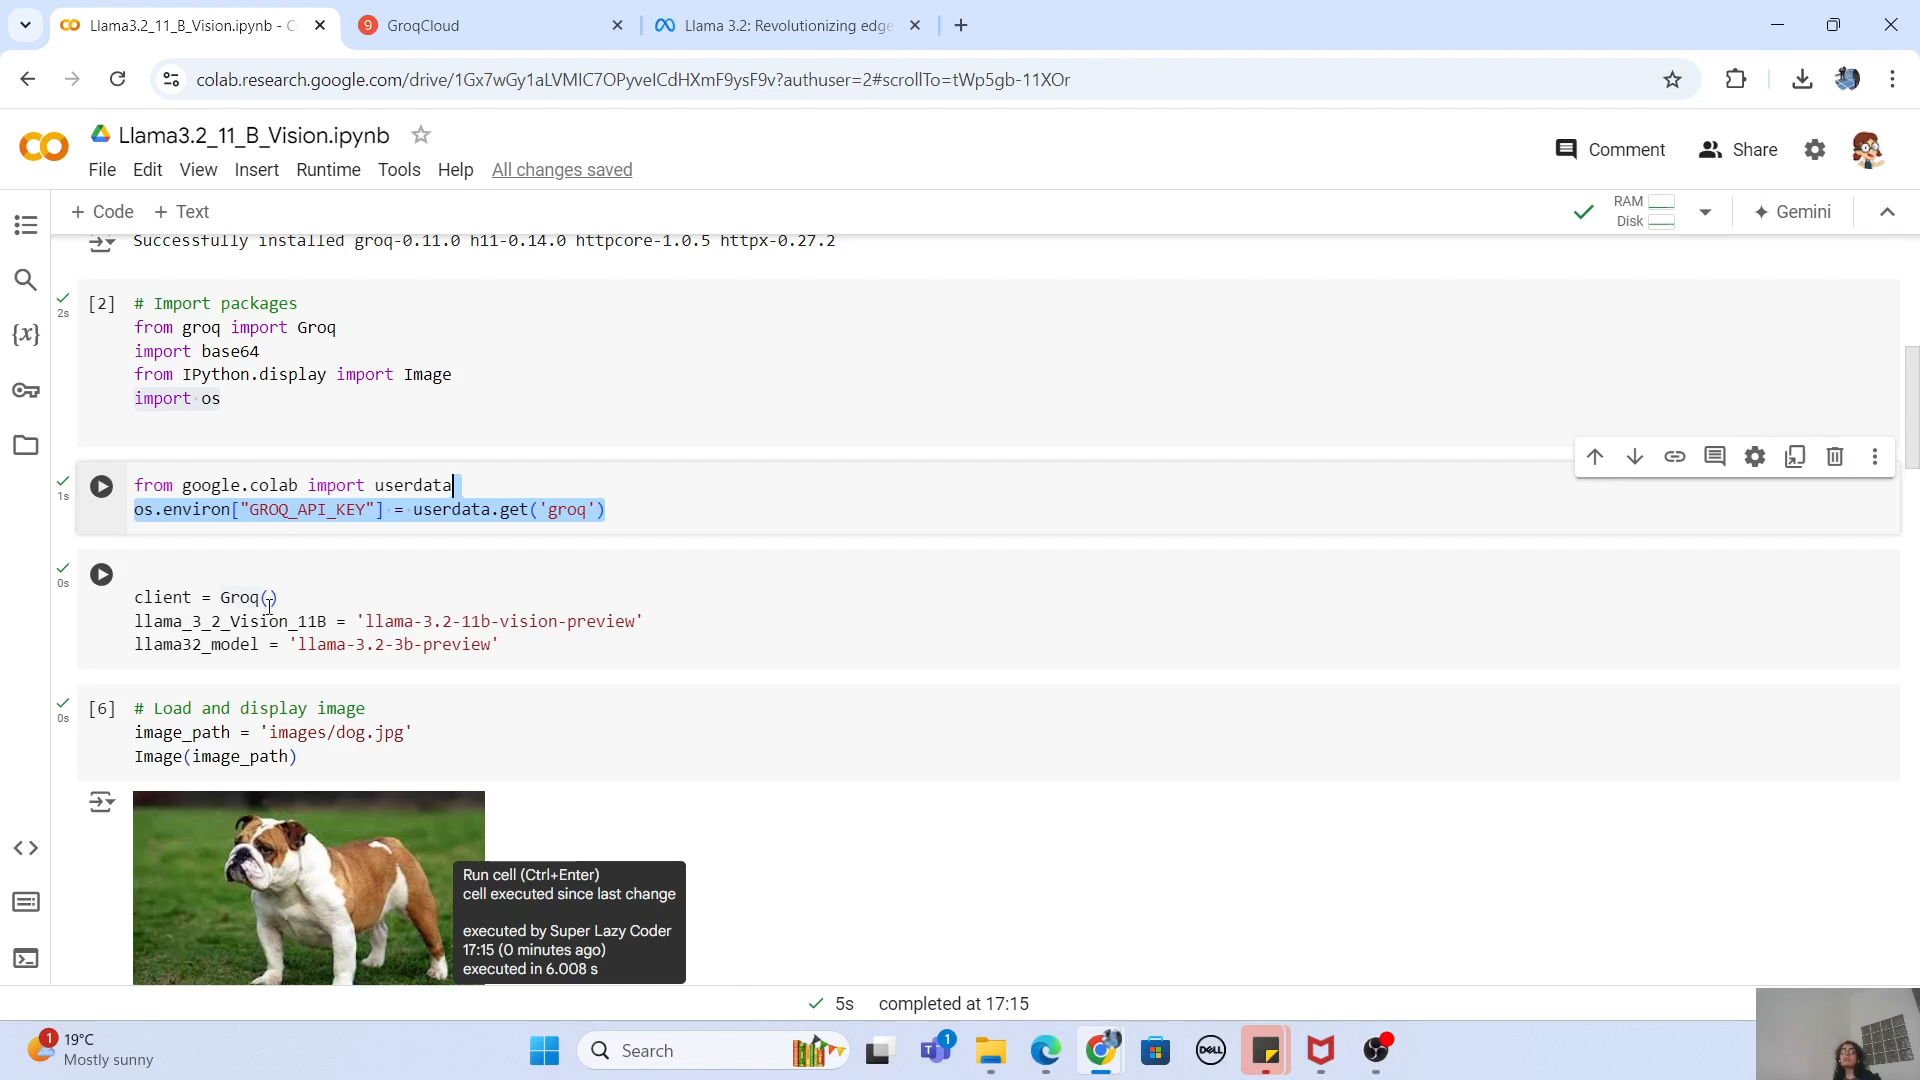 Llama3.2_11_B_Vision.ipynb - C
9
GroqCloud
Llama 3.2: Revolutionizing edge
colab.research.google.com/drive/1Gx7wGy1aLVMIC7OPyveICdHXmF9ysF9v?authuser=2#scrollTo=tWp5gb-11XOr
Llama3.2_11_B_Vision.ipynb
File Edit View Insert Runtime Tools Help All changes saved
Comment
Share
+ Code + Text
RAM
Disk
Gemini
Successfully installed groq-0.11.0 h11-0.14.0 httpcore-1.0.5 httpx-0.27.2
2s
[2]
# Import packages
from groq import Groq
import base64
from IPython.display import Image
import os
1s
from google.colab import userdata
os.environ["GROQ_API_KEY"] = userdata.get('groq')
0s
client = Groq()
llama_3_2_Vision_11B = 'llama-3.2-11b-vision-preview'
llama32_model = 'llama-3.2-3b-preview'
0s
[6]
# Load and display image
image_path = 'images/dog.jpg'
Image(image_path)
Run cell (Ctrl+Enter)
cell executed since last change
executed by Super Lazy Coder
17:15 (0 minutes ago)
executed in 6.008 s
5s completed at 17:15
1
19°C
Mostly sunny
Search
1
DELL